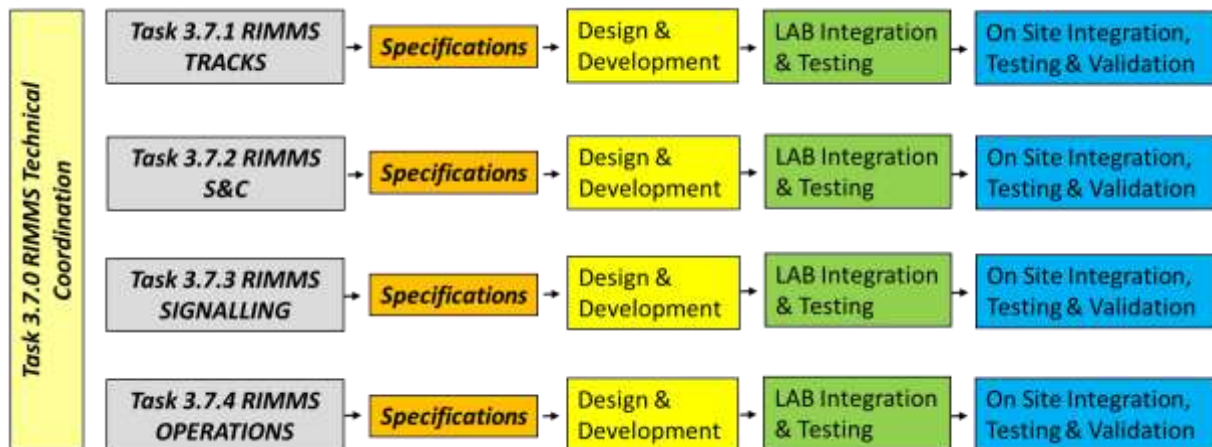 Task 3.7.0 RIMMS Technical
Coordination
Task 3.7.1 RIMMS
TRACKS
Specifications
Design &
Development
LAB Integration
& Testing
On Site Integration,
Testing & Validation
Task 3.7.2 RIMMS
S&C
Specifications
Design &
Development
LAB Integration
& Testing
On Site Integration,
Testing & Validation
Task 3.7.3 RIMMS
SIGNALLING
Specifications
Design &
Development
LAB Integration
& Testing
On Site Integration,
Testing & Validation
Task 3.7.4 RIMMS
OPERATIONS
Specifications
Design &
Development
LAB Integration
& Testing
On Site Integration,
Testing & Validation